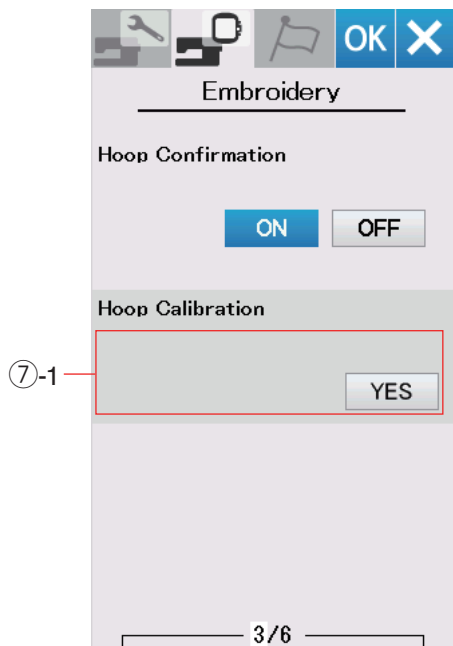 OK X
Embroidery
Hoop Confirmation
ON OFF
Hoop Calibration
⑦-1
YES
3/6